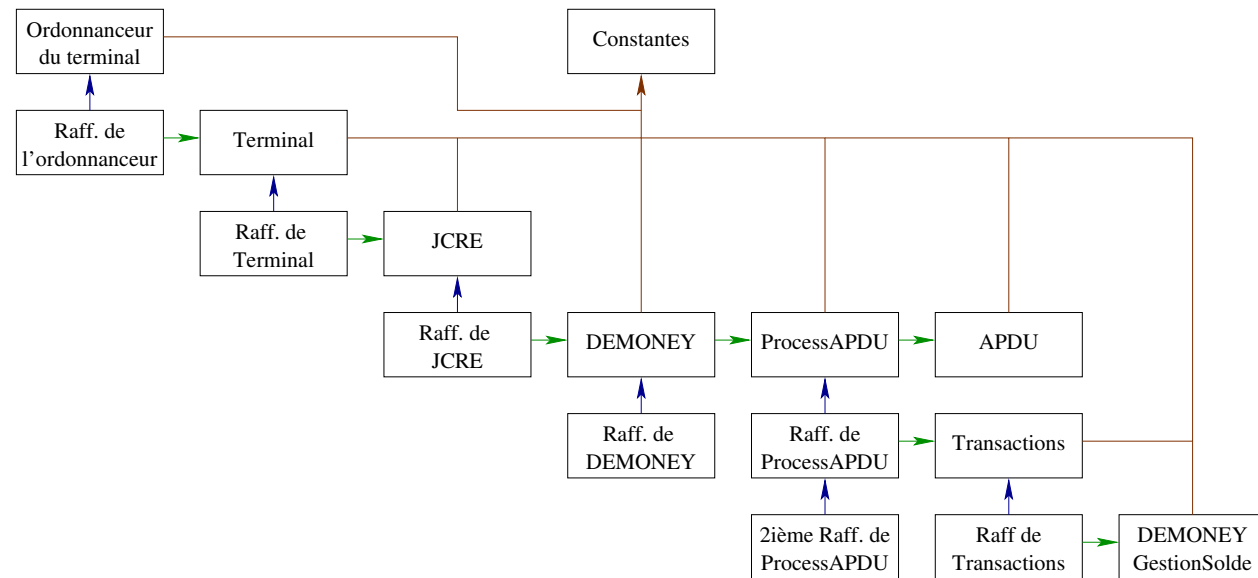 Ordonnanceur
du terminal
Constantes
Raff. de
l'ordonnanceur
Terminal
Raff. de
Terminal
JCRE
Raff. de
JCRE
DEMONEY
ProcessAPDU
APDU
Raff. de
DEMONEY
Raff. de
ProcessAPDU
Transactions
2ième Raff. de
ProcessAPDU
Raff de
Transactions
DEMONEY
GestionSolde